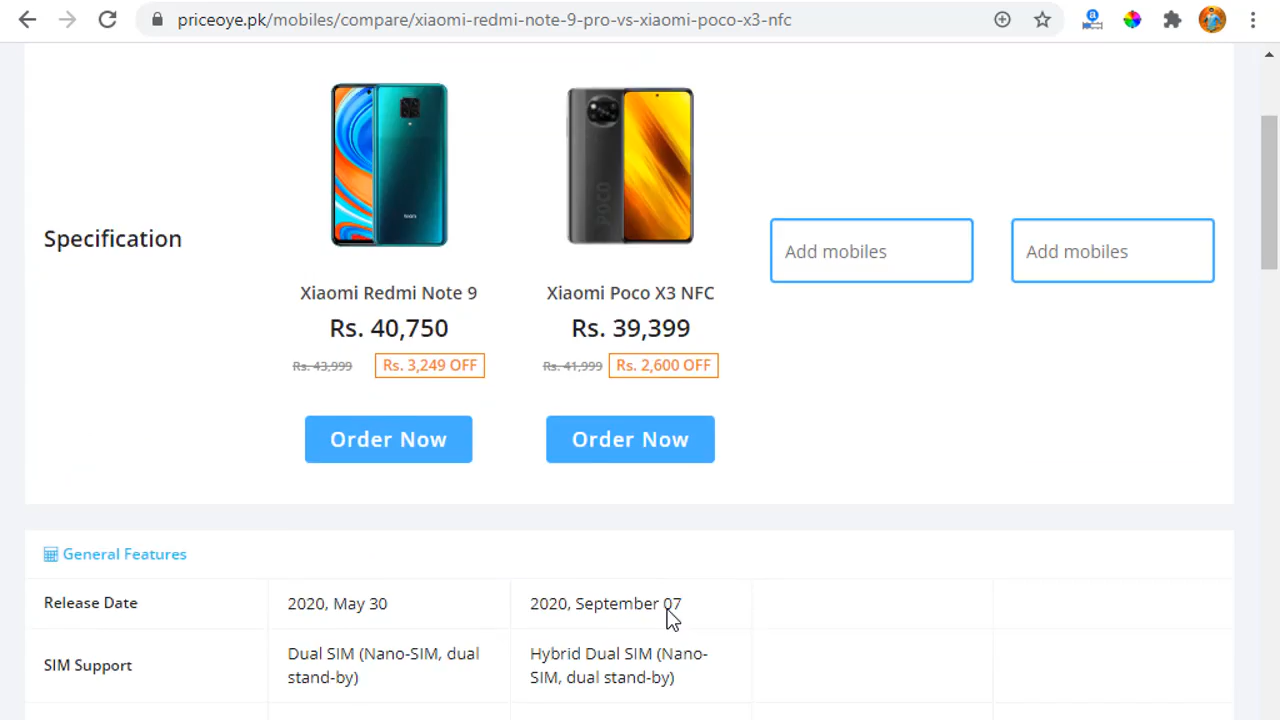 priceoye.pk/mobiles/compare/xiaomi-redmi-note-9-pro-vs-xiaomi-poco-x3-nfc
Redmi
POCO
Specification
Add mobiles
Add mobiles
Xiaomi Redmi Note 9
Xiaomi Poco X3 NFC
Rs. 40,750
Rs. 39,399
Rs. 43,999
Rs. 3,249 OFF
Rs. 41,999
Rs. 2,600 OFF
Order Now
Order Now
General Features
Release Date
2020, May 30
2020, September 07
SIM Support
Dual SIM (Nano-SIM, dual
stand-by)
Hybrid Dual SIM (Nano-
SIM, dual stand-by)